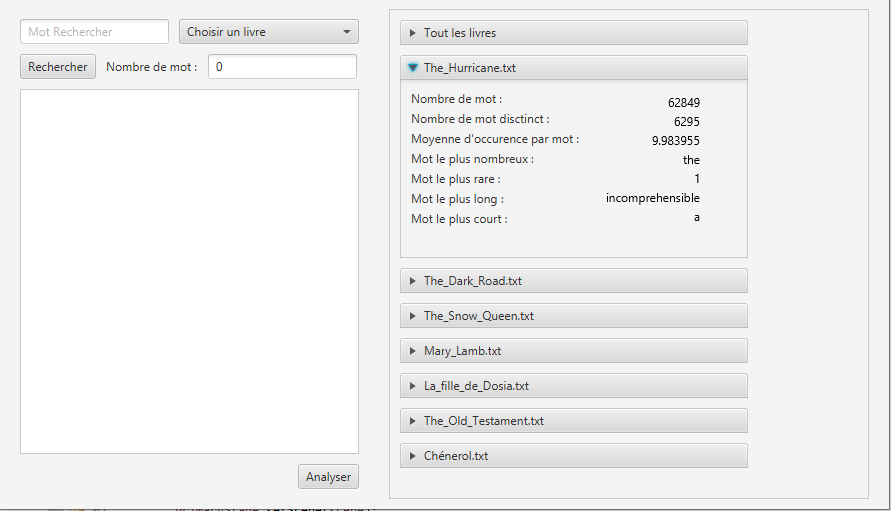 Mot Rechercher
Choisir un livre
Rechercher
Nombre de mot :
0
Analyser
Tout les livres
The_Hurricane.txt
Nombre de mot : 62849
Nombre de mot disctinct : 6295
Moyenne d'occurence par mot : 9.983955
Mot le plus nombreux : the
Mot le plus rare : 1
Mot le plus long : incomprehensible
Mot le plus court : a
The_Dark_Road.txt
The_Snow_Queen.txt
Mary_Lamb.txt
La_fille_de_Dosia.txt
The_Old_Testament.txt
Chénerol.txt